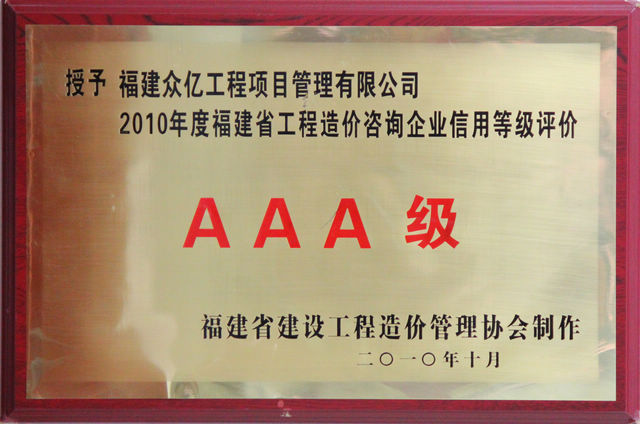 授予 福建众亿工程项目管理有限公司
2010年度福建省工程造价咨询企业信用等级评价
AAA 级
福建省建设工程造价管理协会制作
二〇一〇年十月